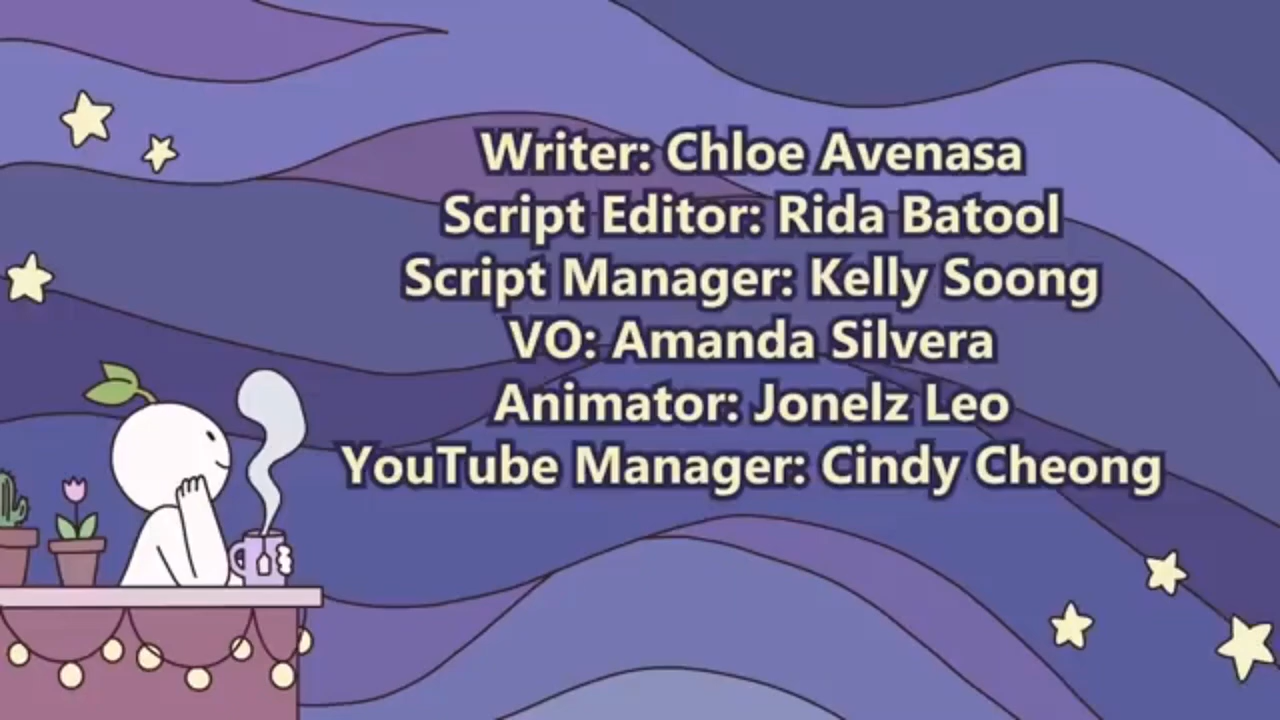 Writer: Chloe Avenasa
Script Editor: Rida Batool
Script Manager: Kelly Soong
VO: Amanda Silvera
Animator: Jonelz Leo
YouTube Manager: Cindy Cheong